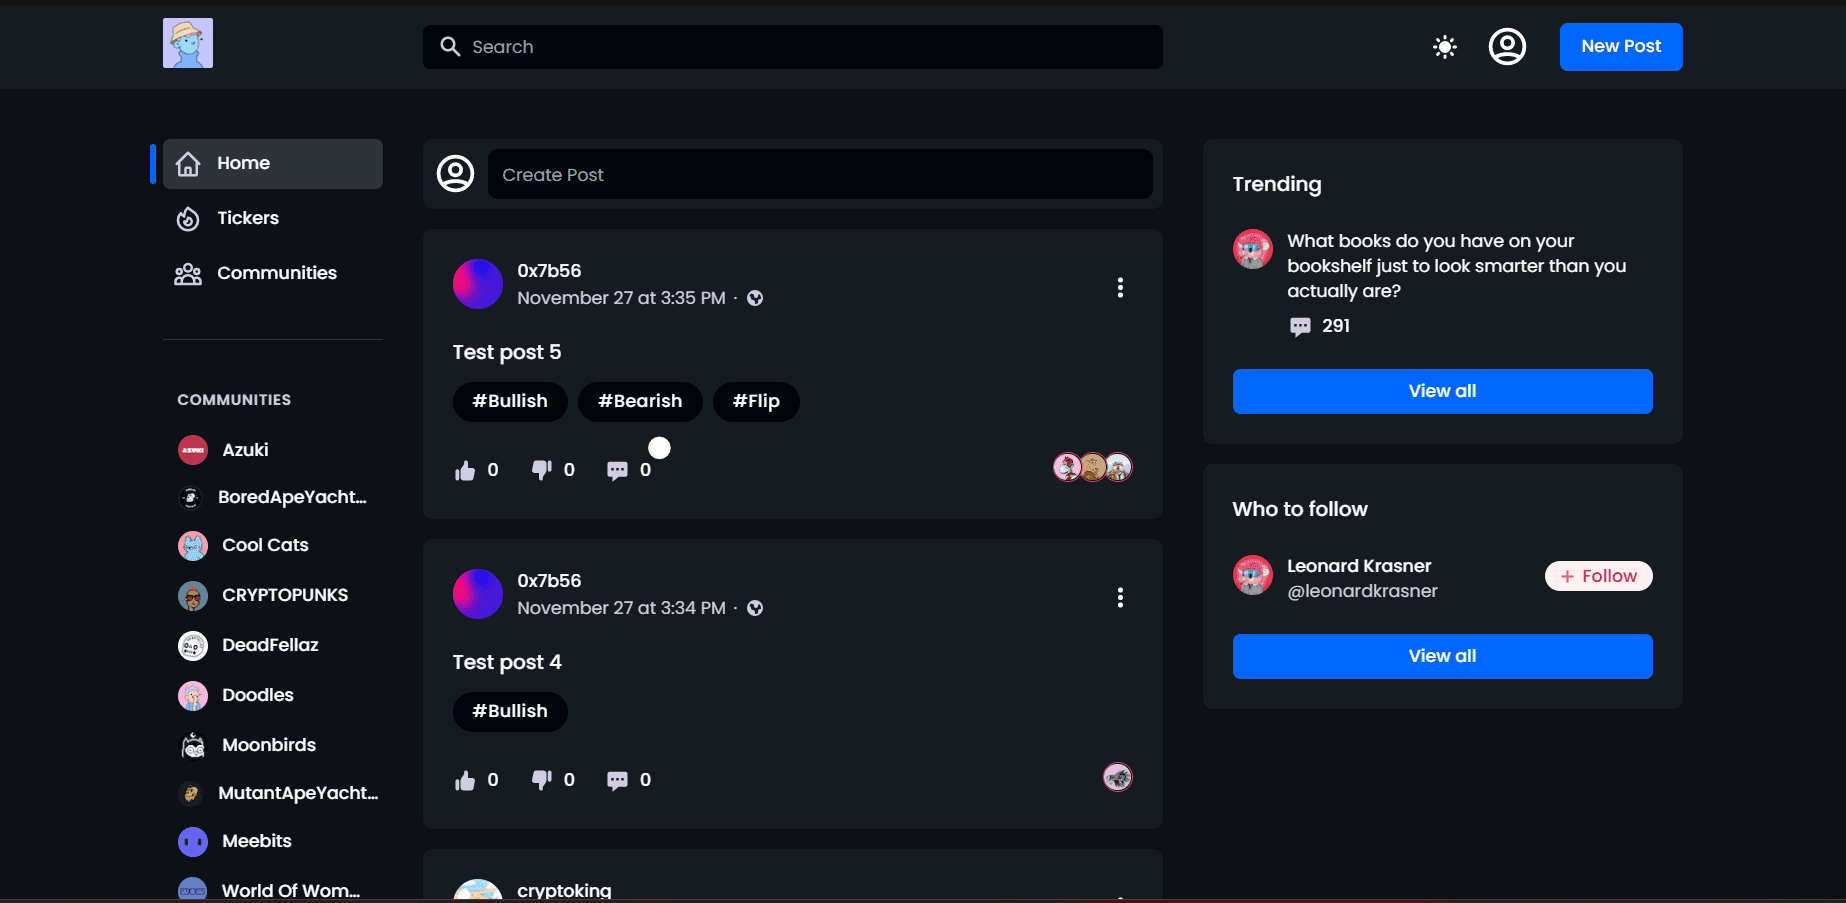 Search
New Post
Home
Tickers
Communities
COMMUNITIES
AZUKI
Azuki
BoredApeYacht...
Cool Cats
CRYPTOPUNKS
DeadFellaz
Doodles
Moonbirds
MutantApeYacht...
Meebits
WOW
World Of Wom...
Create Post
0x7b56
November 27 at 3:35 PM ·
Test post 5
#Bullish #Bearish #Flip
0 0 0
0x7b56
November 27 at 3:34 PM ·
Test post 4
#Bullish
0 0 0
cryptoking
Trending
What books do you have on your
bookshelf just to look smarter than you
actually are?
291
View all
Who to follow
Leonard Krasner
@leonardkrasner
+ Follow
View all